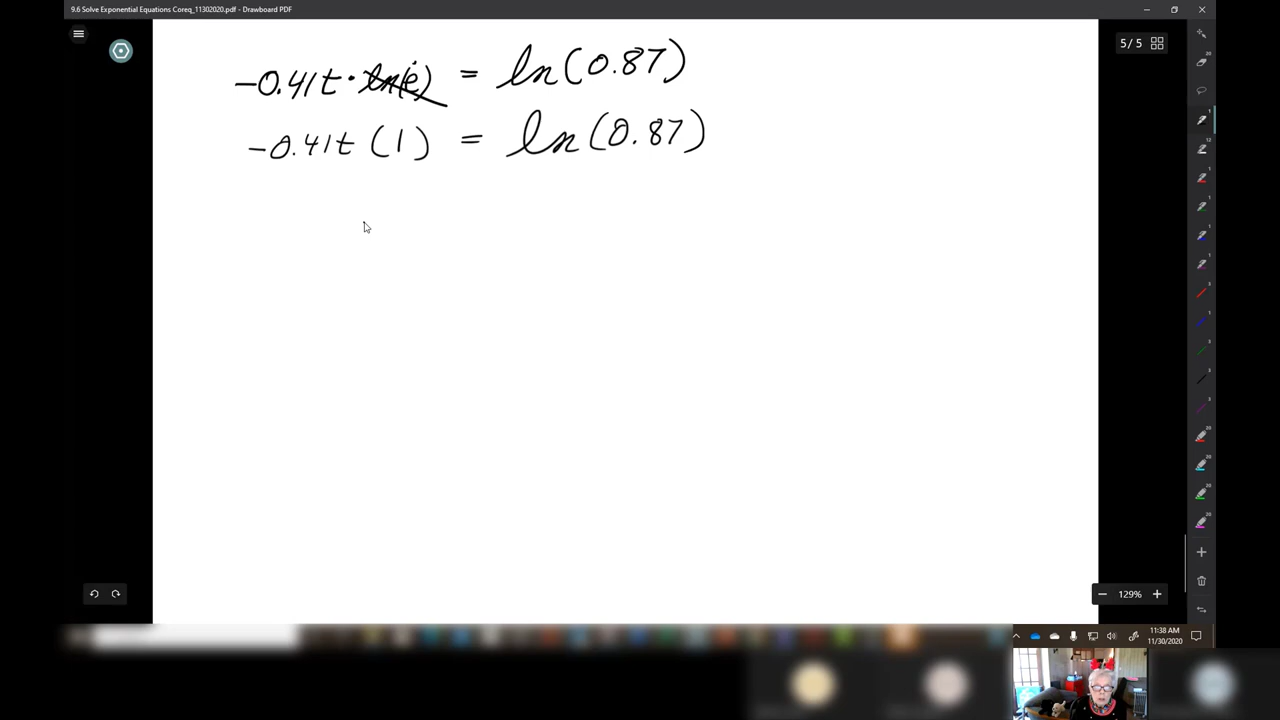 9.6 Solve Exponential Equations Coreq_11302020.pdf - Drawboard PDF
5/5
-0.41t · ln(e) = ln(0.87)
-0.41t (1) = ln(0.87)
129%
11:38 AM
11/30/2020